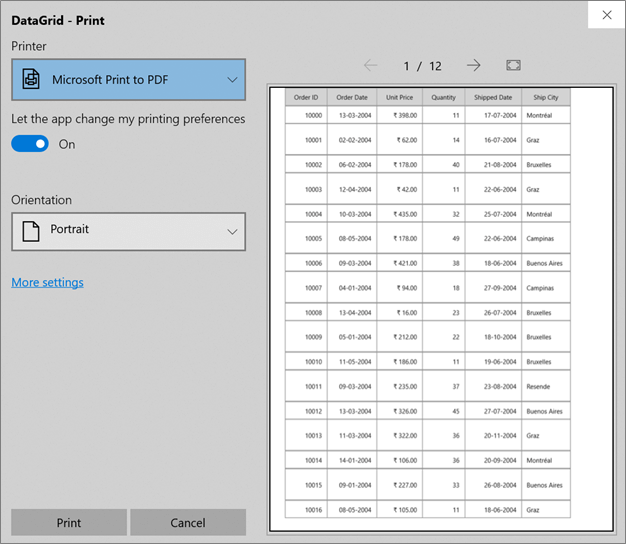 DataGrid - Print
Printer
Microsoft Print to PDF
Let the app change my printing preferences
On
Orientation
Portrait
More settings
Print Cancel
1 / 12
Order ID Order Date Unit Price Quantity Shipped Date Ship City
10000 13-03-2004 ₹ 398.00 11 17-07-2004 Montréal
10001 02-02-2004 ₹ 62.00 14 16-07-2004 Graz
10002 06-02-2004 ₹ 178.00 40 21-08-2004 Bruxelles
10003 12-04-2004 ₹ 42.00 11 22-06-2004 Graz
10004 10-03-2004 ₹ 435.00 32 25-07-2004 Montréal
10005 08-05-2004 ₹ 178.00 49 22-06-2004 Campinas
10006 09-03-2004 ₹ 421.00 38 18-06-2004 Buenos Aires
10007 04-01-2004 ₹ 94.00 18 27-09-2004 Campinas
10008 13-04-2004 ₹ 16.00 23 26-07-2004 Bruxelles
10009 05-01-2004 ₹ 212.00 22 18-10-2004 Bruxelles
10010 11-05-2004 ₹ 186.00 11 19-06-2004 Bruxelles
10011 09-03-2004 ₹ 235.00 37 23-08-2004 Resende
10012 13-03-2004 ₹ 326.00 45 27-07-2004 Buenos Aires
10013 11-03-2004 ₹ 322.00 36 20-11-2004 Graz
10014 14-01-2004 ₹ 106.00 36 20-09-2004 Montréal
10015 09-01-2004 ₹ 227.00 33 26-08-2004 Buenos Aires
10016 08-05-2004 ₹ 105.00 11 18-06-2004 Graz